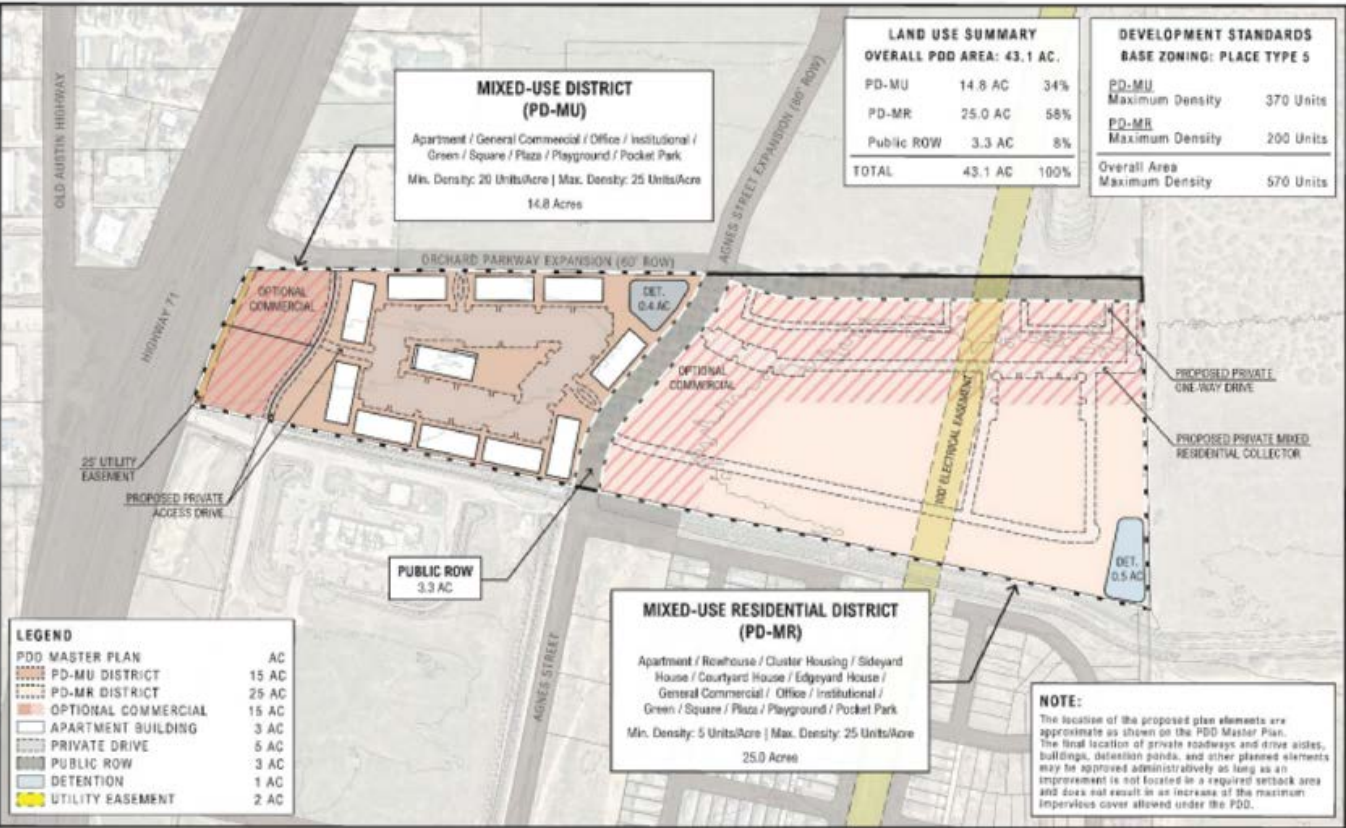 OLD AUSTIN HIGHWAY
HIGHWAY 71
MIXED-USE DISTRICT
(PD-MU)
Apartment / General Commercial / Office / Institutional /
Green / Square / Plaza / Playground / Pocket Park
Min. Density: 20 Units/Acre | Max. Density: 25 Units/Acre
14.8 Acres
AGNES STREET EXPANSION (60' ROW)
LAND USE SUMMARY
OVERALL PDD AREA: 43.1 AC.
PD-MU 14.8 AC 34%
PD-MR 25.0 AC 58%
Public ROW 3.3 AC 8%
TOTAL 43.1 AC 100%
DEVELOPMENT STANDARDS
BASE ZONING: PLACE TYPE 5
PD-MU
Maximum Density 370 Units
PD-MR
Maximum Density 200 Units
Overall Area
Maximum Density 570 Units
ORCHARD PARKWAY EXPANSION (60' ROW)
OPTIONAL
COMMERCIAL
DET.
0.4 AC
OPTIONAL
COMMERCIAL
100' ELECTRICAL EASEMENT
PROPOSED PRIVATE
ONE-WAY DRIVE
PROPOSED PRIVATE MIXED
RESIDENTIAL COLLECTOR
25' UTILITY
EASEMENT
PROPOSED PRIVATE
ACCESS DRIVE
DET.
0.5 AC
PUBLIC ROW
3.3 AC
AGNES STREET
MIXED-USE RESIDENTIAL DISTRICT
(PD-MR)
Apartment / Rowhouse / Cluster Housing / Sideyard
House / Courtyard House / Edgeyard House /
General Commercial / Office / Institutional /
Green / Square / Plaza / Playground / Pocket Park
Min. Density: 5 Units/Acre | Max. Density: 25 Units/Acre
25.0 Acres
LEGEND
PDD MASTER PLAN AC
PD-MU DISTRICT 15 AC
PD-MR DISTRICT 25 AC
OPTIONAL COMMERCIAL 15 AC
APARTMENT BUILDING 3 AC
PRIVATE DRIVE 5 AC
PUBLIC ROW 3 AC
DETENTION 1 AC
UTILITY EASEMENT 2 AC
NOTE:
The location of the proposed plan elements are
approximate as shown on the PDD Master Plan.
The final location of private roadways and drive aisles,
buildings, detention ponds, and other planned elements
may be approved administratively as long as an
improvement is not located in a required setback area
and does not result in an increase of the maximum
impervious cover allowed under the PDD.